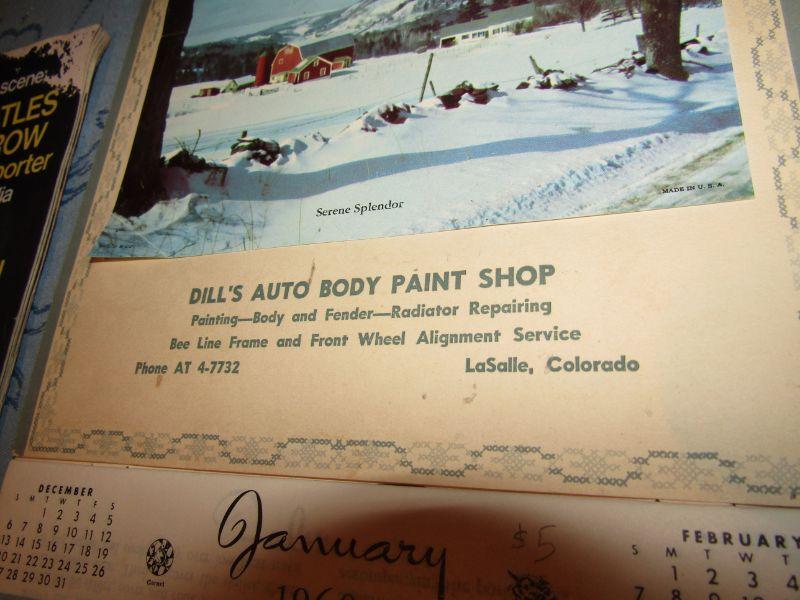 scene:
Serene Splendor
MADE IN U. S. A.
DILL'S AUTO BODY PAINT SHOP
Painting—Body and Fender—Radiator Repairing
Bee Line Frame and Front Wheel Alignment Service
Phone AT 4-7732
LaSalle, Colorado
DECEMBER
S M T W T F S
1 2 3 4 5
6 7 8 9 10 11 12
13 14 15 16 17 18 19
20 21 22 23 24 25 26
27 28 29 30 31
Garnet
January
$5
FEBRUARY
S M T W T
1 2 3 4